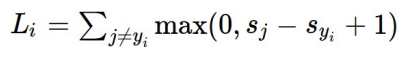 L_i = \sum_{j \neq y_i} \max(0, s_j - s_{y_i} + 1)